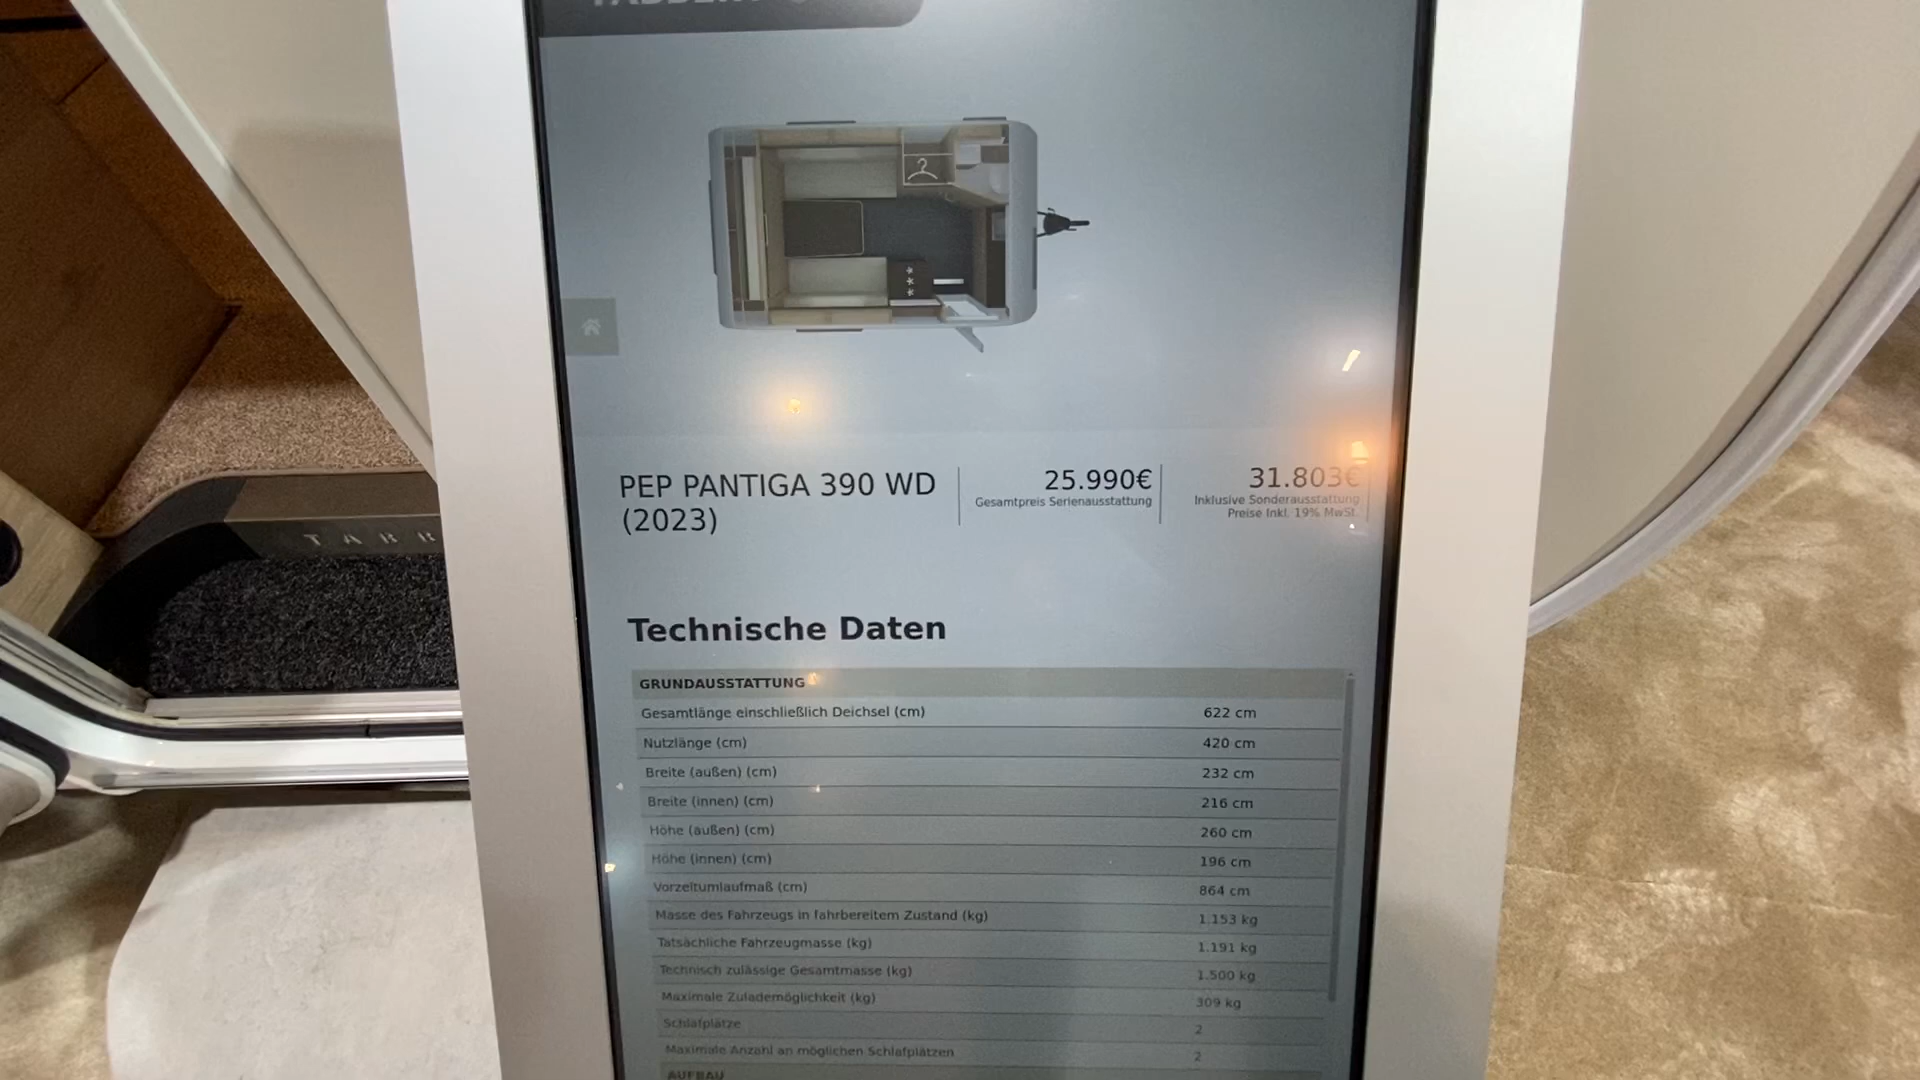 PEP PANTIGA 390 WD
(2023)
25.990€
Gesamtpreis Serienausstattung
31.803€
Inklusive Sonderausstattung
Preise Inkl. 19% MwSt.
Technische Daten
GRUNDAUSSTATTUNG
Gesamtlänge einschließlich Deichsel (cm) 622 cm
Nutzlänge (cm) 420 cm
Breite (außen) (cm) 232 cm
Breite (innen) (cm) 216 cm
Höhe (außen) (cm) 260 cm
Höhe (innen) (cm) 196 cm
Vorzeltumlaufmaß (cm) 864 cm
Masse des Fahrzeugs in fahrbereitem Zustand (kg) 1.153 kg
Tatsächliche Fahrzeugmasse (kg) 1.191 kg
Technisch zulässige Gesamtmasse (kg) 1.500 kg
Maximale Zulademöglichkeit (kg) 309 kg
Schlafplätze 2
Maximale Anzahl an möglichen Schlafplätzen 2
AUFBAU